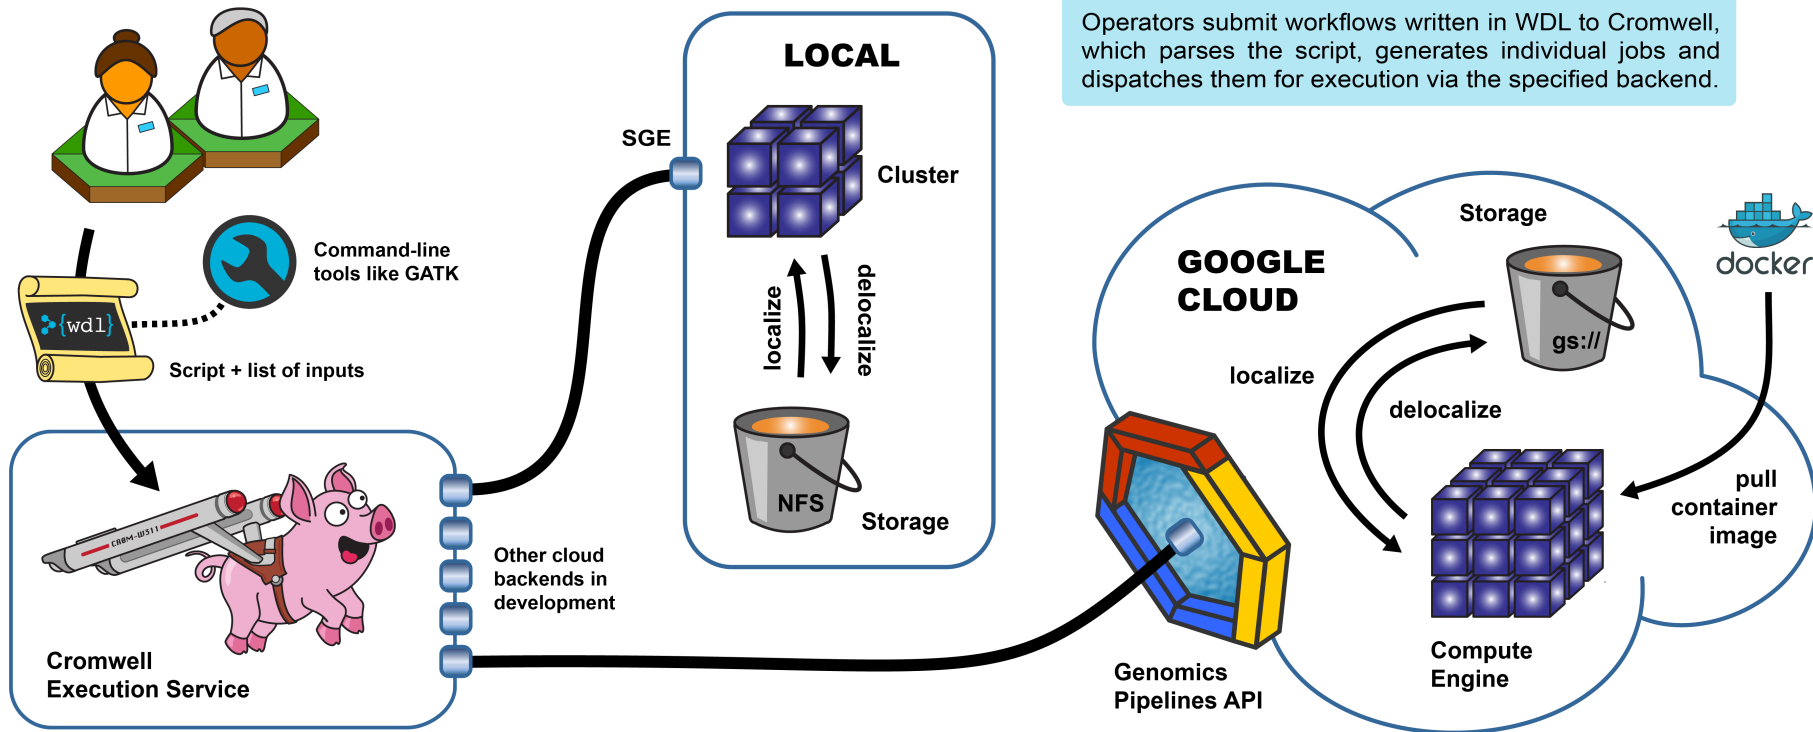 Operators submit workflows written in WDL to Cromwell,
which parses the script, generates individual jobs and
dispatches them for execution via the specified backend.
LOCAL
SGE
Cluster
localize
delocalize
NFS
Storage
Command-line
tools like GATK
{wdl}
Script + list of inputs
CR0M-W311
Cromwell
Execution Service
Other cloud
backends in
development
GOOGLE
CLOUD
Storage
gs://
localize
delocalize
docker
pull
container
image
Compute
Engine
Genomics
Pipelines API